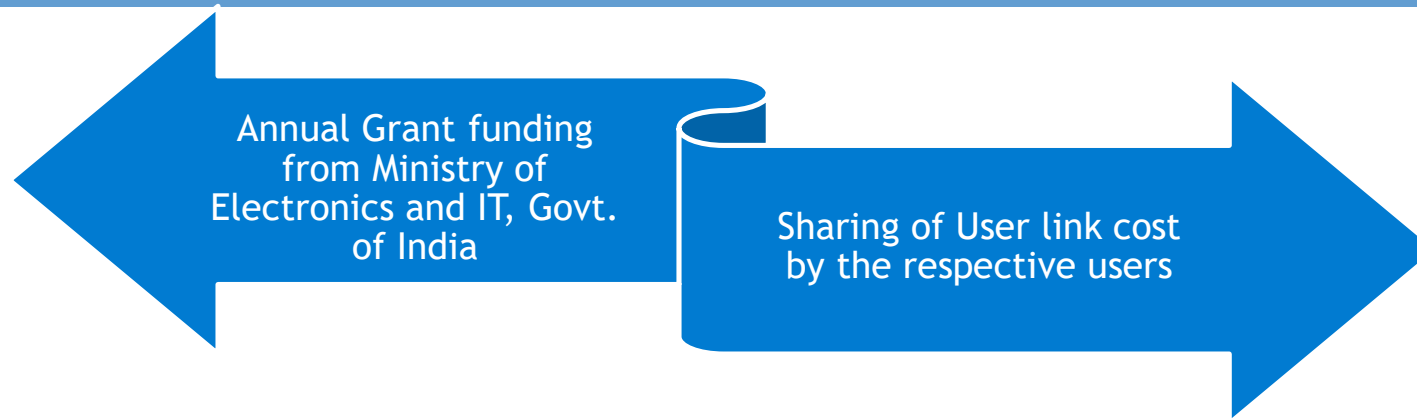 Annual Grant funding
from Ministry of
Electronics and IT, Govt.
of India
Sharing of User link cost
by the respective users